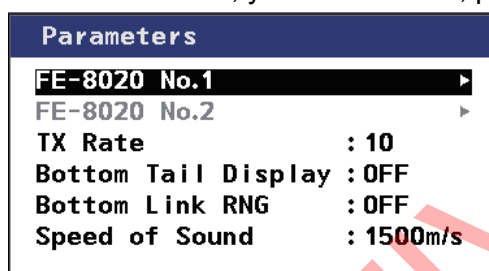 Parameters
FE-8020 No.1
FE-8020 No.2
TX Rate : 10
Bottom Tail Display : OFF
Bottom Link RNG : OFF
Speed of Sound : 1500m/s